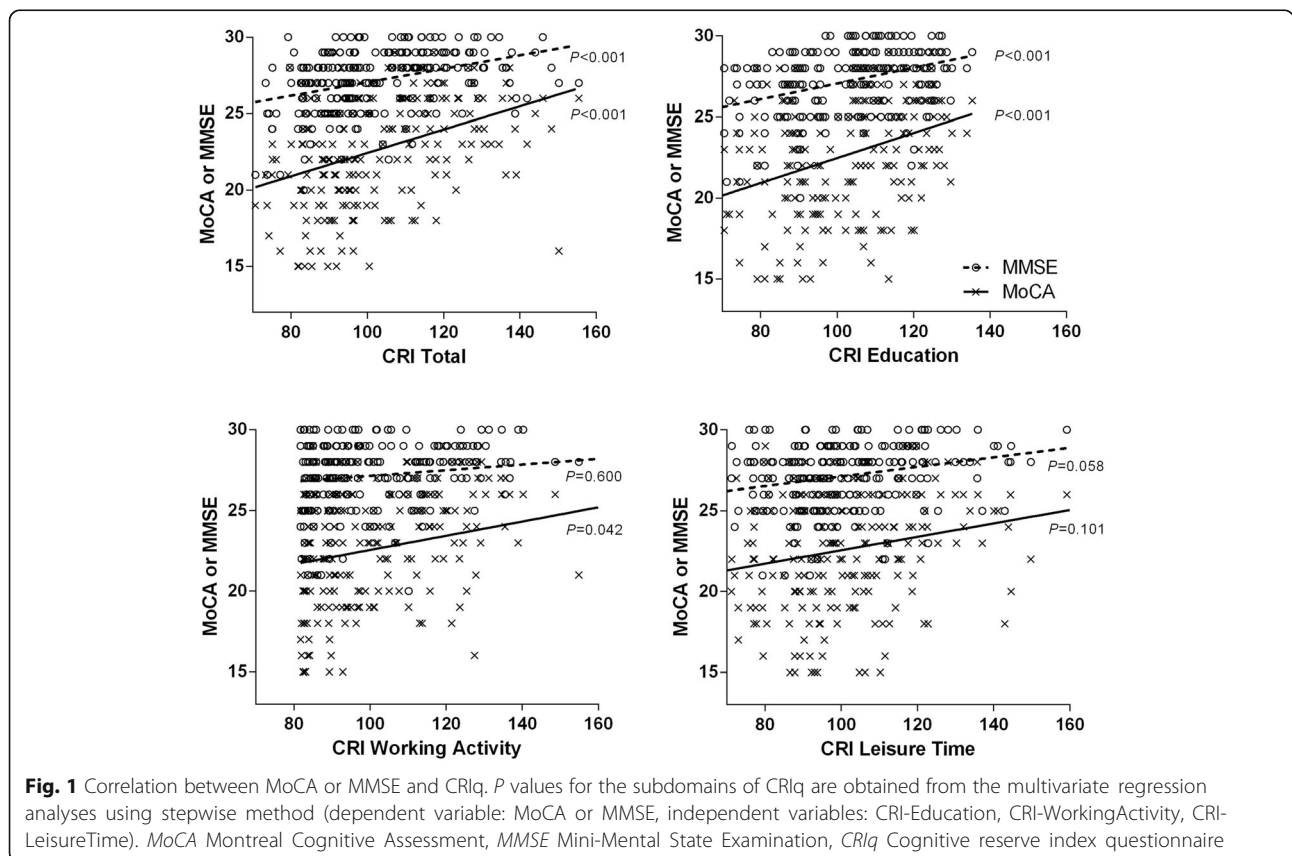 30
25
20
15
MoCA or MMSE
P<0.001
P<0.001
80 100 120 140 160
CRI Total
30
25
20
15
MoCA or MMSE
P<0.001
P<0.001
MMSE
MoCA
80 100 120 140 160
CRI Education
30
25
20
15
MoCA or MMSE
P=0.600
P=0.042
80 100 120 140 160
CRI Working Activity
30
25
20
15
MoCA or MMSE
P=0.058
P=0.101
80 100 120 140 160
CRI Leisure Time
Fig. 1 Correlation between MoCA or MMSE and CRIq. P values for the subdomains of CRIq are obtained from the multivariate regression
analyses using stepwise method (dependent variable: MoCA or MMSE, independent variables: CRI-Education, CRI-WorkingActivity, CRI-
LeisureTime). MoCA Montreal Cognitive Assessment, MMSE Mini-Mental State Examination, CRIq Cognitive reserve index questionnaire